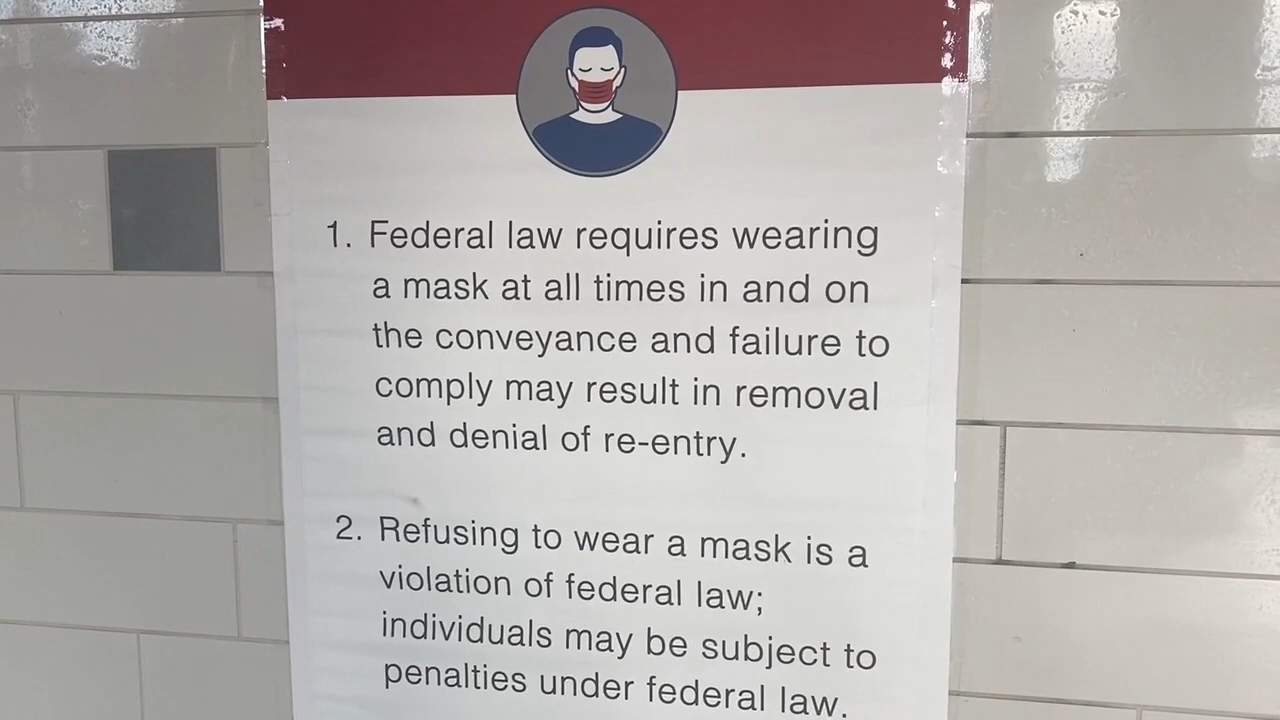 1. Federal law requires wearing
a mask at all times in and on
the conveyance and failure to
comply may result in removal
and denial of re-entry.
2. Refusing to wear a mask is a
violation of federal law;
individuals may be subject to
penalties under federal law.